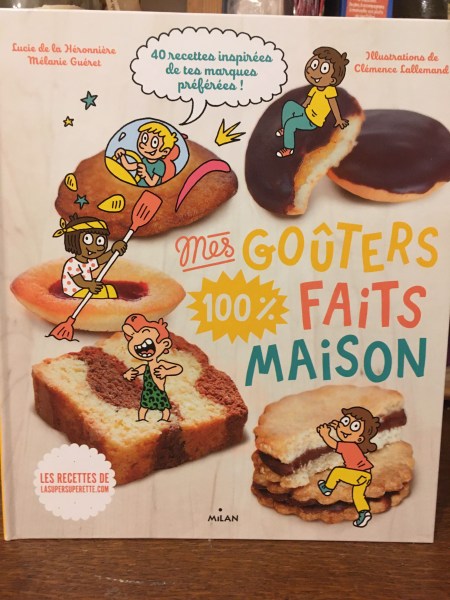 Lucie de la Héronnière
Mélanie Guéret
40 recettes inspirées
de tes marques
préférées !
Illustrations de
Clémence Lallemand
Mes GOÛTERS
100% FAiTS
MAiSON
LES RECETTES DE
LASUPERSUPERETTE.COM
MiLAN